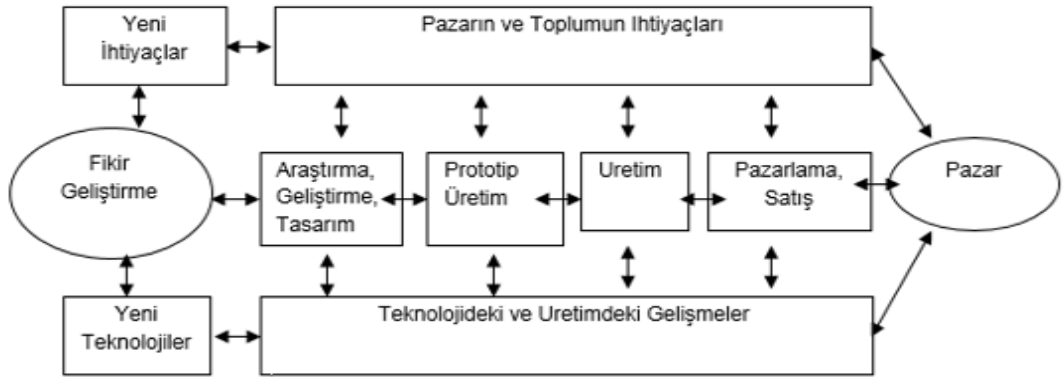 Yeni
İhtiyaçlar
Pazarın ve Toplumun Ihtiyaçları
Fikir
Geliştirme
Araştırma,
Geliştirme,
Tasarım
Prototip
Üretim
Uretim
Pazarlama,
Satış
Pazar
Yeni
Teknolojiler
Teknolojideki ve Uretimdeki Gelişmeler